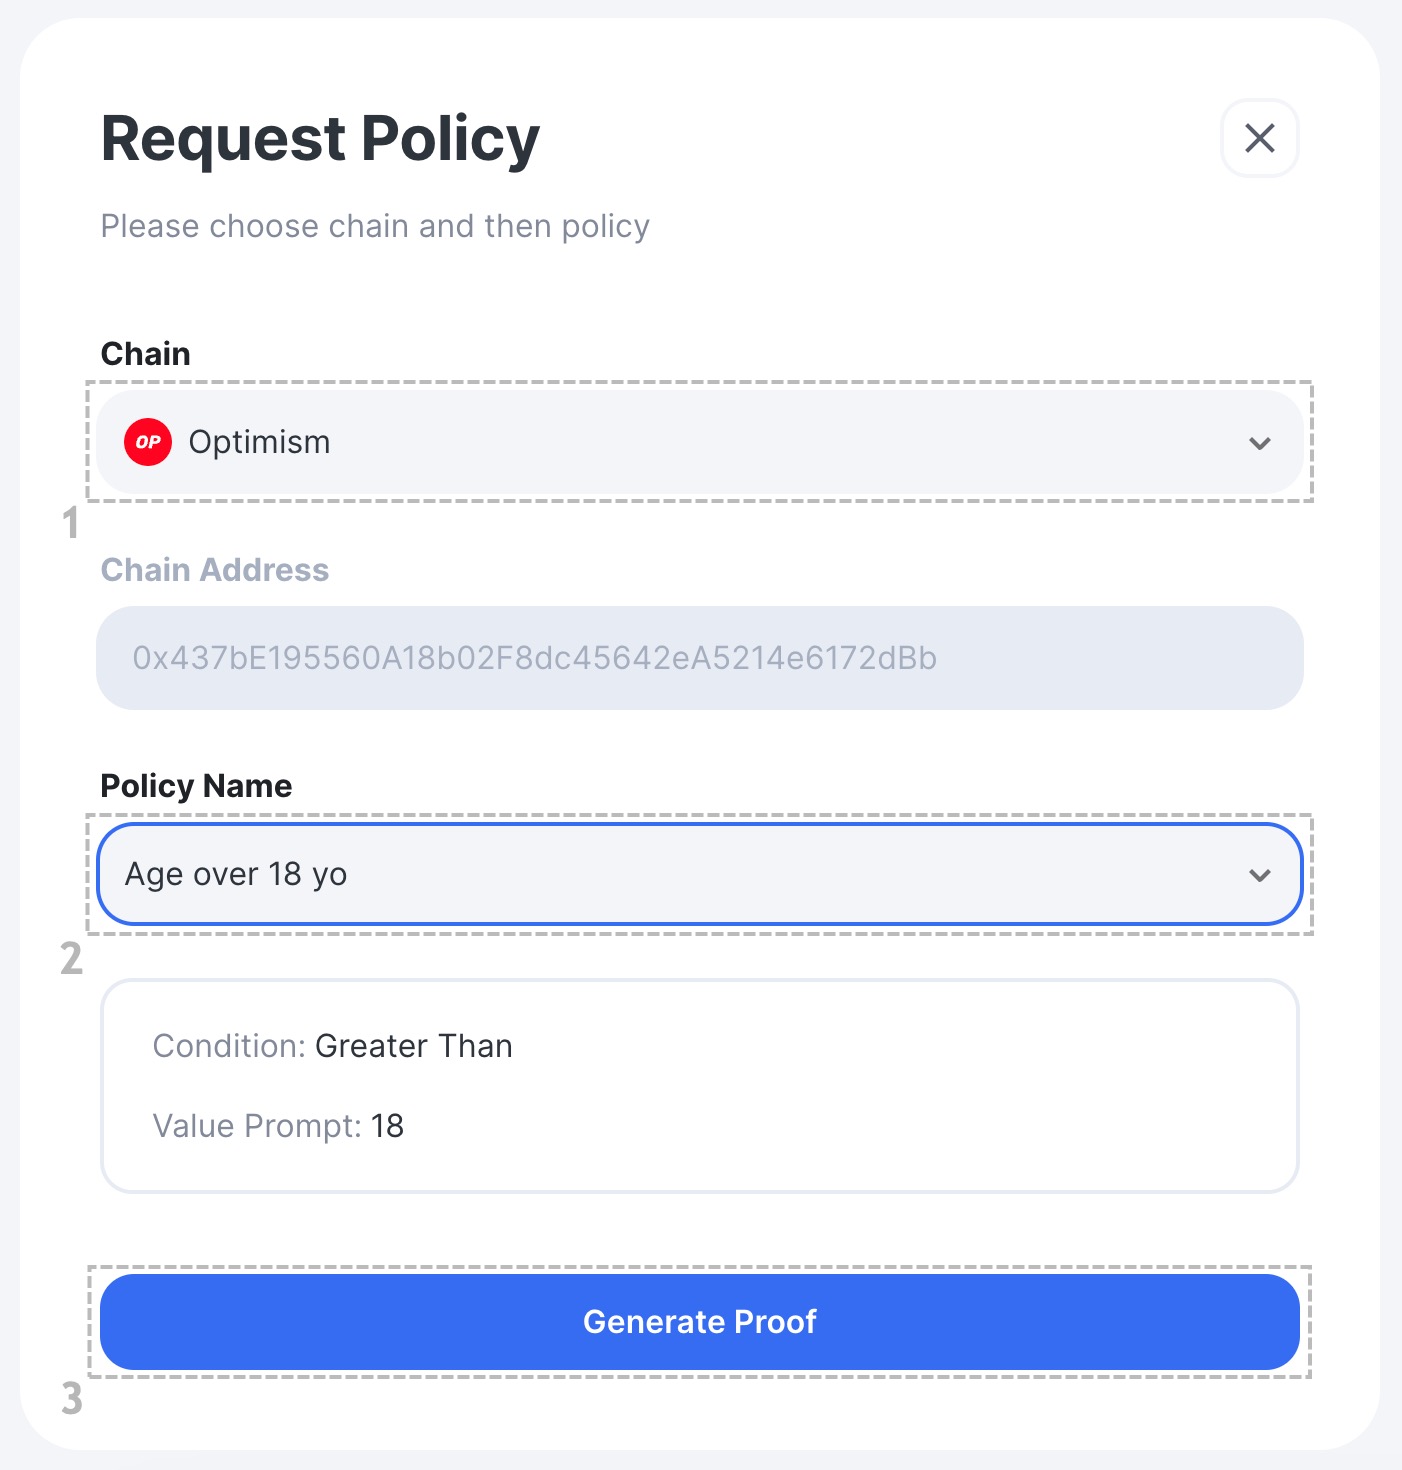 Request Policy
Please choose chain and then policy
Chain
OP Optimism
1
Chain Address
0x437bE195560A18b02F8dc45642eA5214e6172dBb
Policy Name
Age over 18 yo
2
Condition: Greater Than
Value Prompt: 18
Generate Proof
3